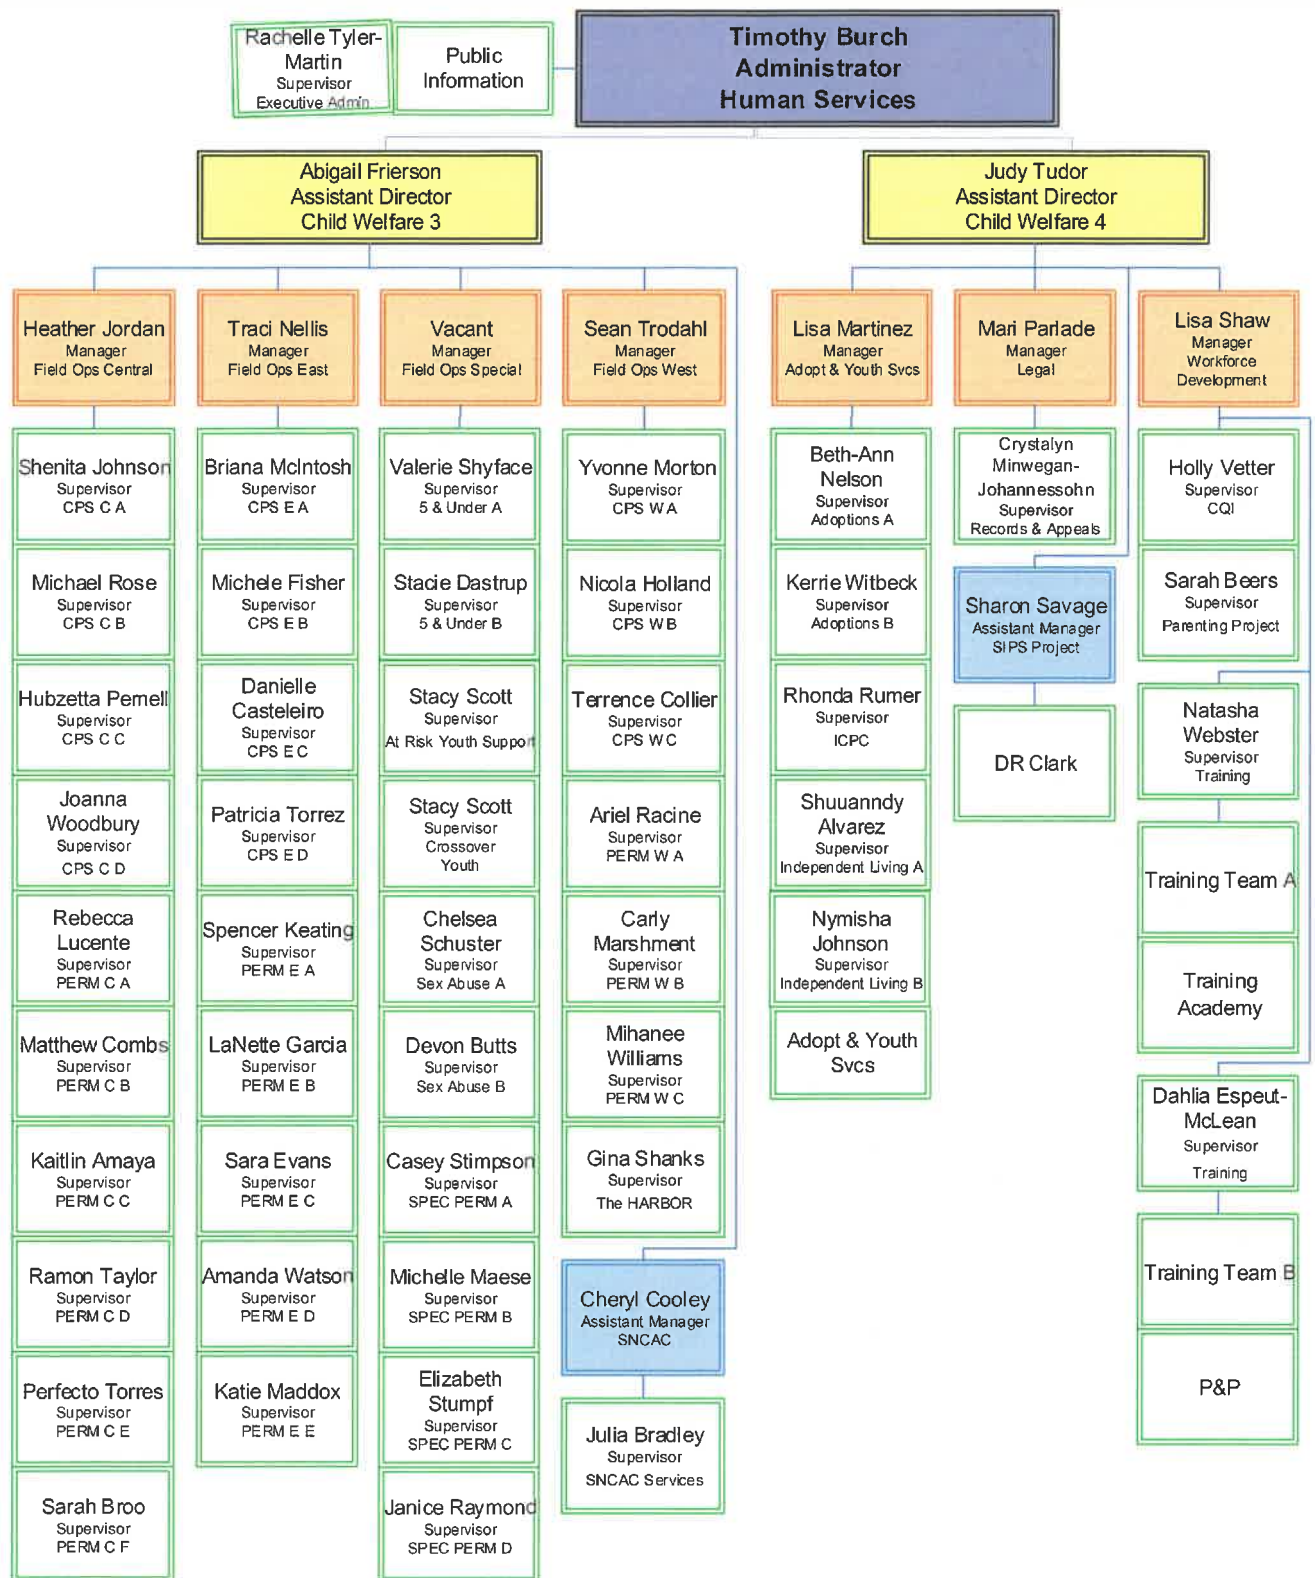 Rachelle Tyler-
Martin
Supervisor
Executive Admin
Public
Information
Timothy Burch
Administrator
Human Services
Abigail Frierson
Assistant Director
Child Welfare 3
Judy Tudor
Assistant Director
Child Welfare 4
Heather Jordan
Manager
Field Ops Central
Traci Nellis
Manager
Field Ops East
Vacant
Manager
Field Ops Special
Sean Trodahl
Manager
Field Ops West
Lisa Martinez
Manager
Adopt & Youth Svcs
Mari Parlade
Manager
Legal
Lisa Shaw
Manager
Workforce
Development
Shenita Johnson
Supervisor
CPS C A
Michael Rose
Supervisor
CPS C B
Hubzetta Pernell
Supervisor
CPS C C
Joanna
Woodbury
Supervisor
CPS C D
Rebecca
Lucente
Supervisor
PERM C A
Matthew Combs
Supervisor
PERM C B
Kaitlin Amaya
Supervisor
PERM C C
Ramon Taylor
Supervisor
PERM C D
Perfecto Torres
Supervisor
PERM C E
Sarah Broo
Supervisor
PERM C F
Briana McIntosh
Supervisor
CPS E A
Michele Fisher
Supervisor
CPS E B
Danielle
Casteleiro
Supervisor
CPS E C
Patricia Torrez
Supervisor
CPS E D
Spencer Keating
Supervisor
PERM E A
LaNette Garcia
Supervisor
PERM E B
Sara Evans
Supervisor
PERM E C
Amanda Watson
Supervisor
PERM E D
Katie Maddox
Supervisor
PERM E E
Valerie Shyface
Supervisor
5 & Under A
Stacie Dastrup
Supervisor
5 & Under B
Stacy Scott
Supervisor
At Risk Youth Support
Stacy Scott
Supervisor
Crossover
Youth
Chelsea
Schuster
Supervisor
Sex Abuse A
Devon Butts
Supervisor
Sex Abuse B
Casey Stimpson
Supervisor
SPEC PERM A
Michelle Maese
Supervisor
SPEC PERM B
Elizabeth
Stumpf
Supervisor
SPEC PERM C
Janice Raymond
Supervisor
SPEC PERM D
Yvonne Morton
Supervisor
CPS W A
Nicola Holland
Supervisor
CPS W B
Terrence Collier
Supervisor
CPS W C
Ariel Racine
Supervisor
PERM W A
Carly
Marshment
Supervisor
PERM W B
Mihanee
Williams
Supervisor
PERM W C
Gina Shanks
Supervisor
The HARBOR
Cheryl Cooley
Assistant Manager
SNCAC
Julia Bradley
Supervisor
SNCAC Services
Beth-Ann
Nelson
Supervisor
Adoptions A
Kerrie Witbeck
Supervisor
Adoptions B
Rhonda Rumer
Supervisor
ICPC
Shuuanndy
Alvarez
Supervisor
Independent Living A
Nymisha
Johnson
Supervisor
Independent Living B
Adopt & Youth
Svcs
Crystalyn
Minwegan-
Johannessohn
Supervisor
Records & Appeals
Sharon Savage
Assistant Manager
SIPS Project
DR Clark
Holly Vetter
Supervisor
CQI
Sarah Beers
Supervisor
Parenting Project
Natasha
Webster
Supervisor
Training
Training Team A
Training
Academy
Dahlia Espeut-
McLean
Supervisor
Training
Training Team B
P&P